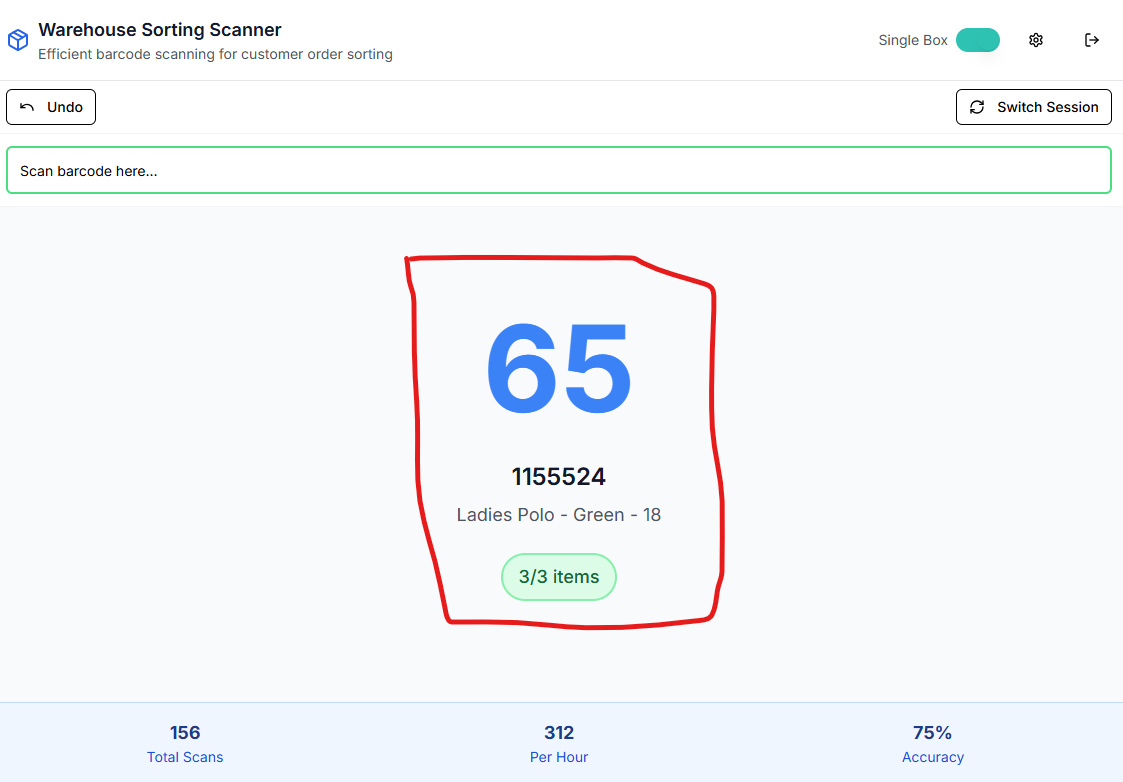 Warehouse Sorting Scanner
Efficient barcode scanning for customer order sorting
Single Box
Undo
Switch Session
Scan barcode here...
65
1155524
Ladies Polo - Green - 18
3/3 items
156
Total Scans
312
Per Hour
75%
Accuracy